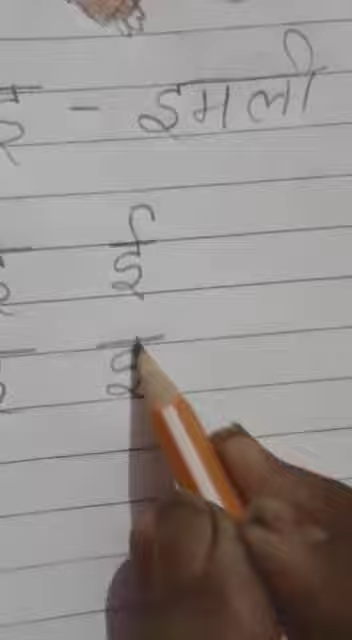 इ - इमली
इ ई
इ इ